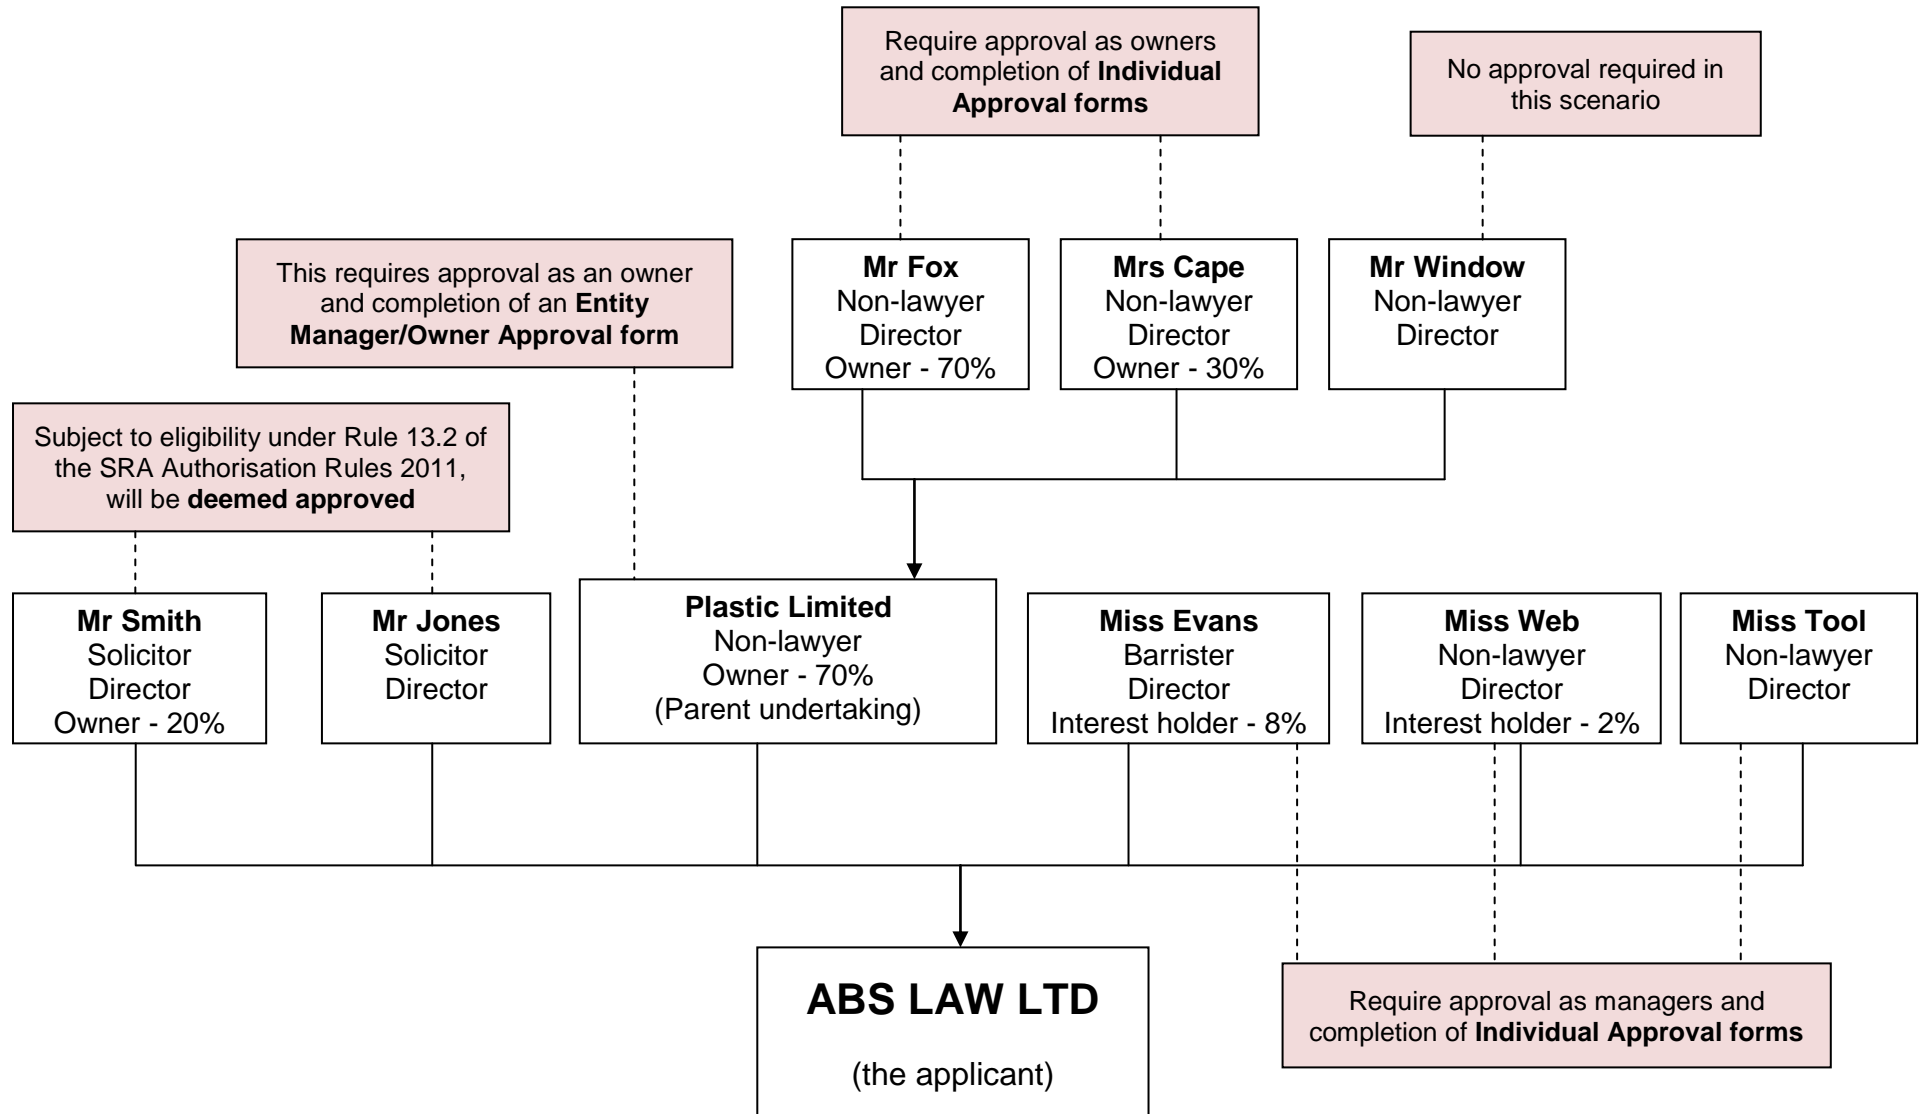 Require approval as owners
and completion of Individual
Approval forms
No approval required in
this scenario
This requires approval as an owner
and completion of an Entity
Manager/Owner Approval form
Mr Fox
Non-lawyer
Director
Owner - 70%
Mrs Cape
Non-lawyer
Director
Owner - 30%
Mr Window
Non-lawyer
Director
Subject to eligibility under Rule 13.2 of
the SRA Authorisation Rules 2011,
will be deemed approved
Mr Smith
Solicitor
Director
Owner - 20%
Mr Jones
Solicitor
Director
Plastic Limited
Non-lawyer
Owner - 70%
(Parent undertaking)
Miss Evans
Barrister
Director
Interest holder - 8%
Miss Web
Non-lawyer
Director
Interest holder - 2%
Miss Tool
Non-lawyer
Director
ABS LAW LTD
(the applicant)
Require approval as managers and
completion of Individual Approval forms